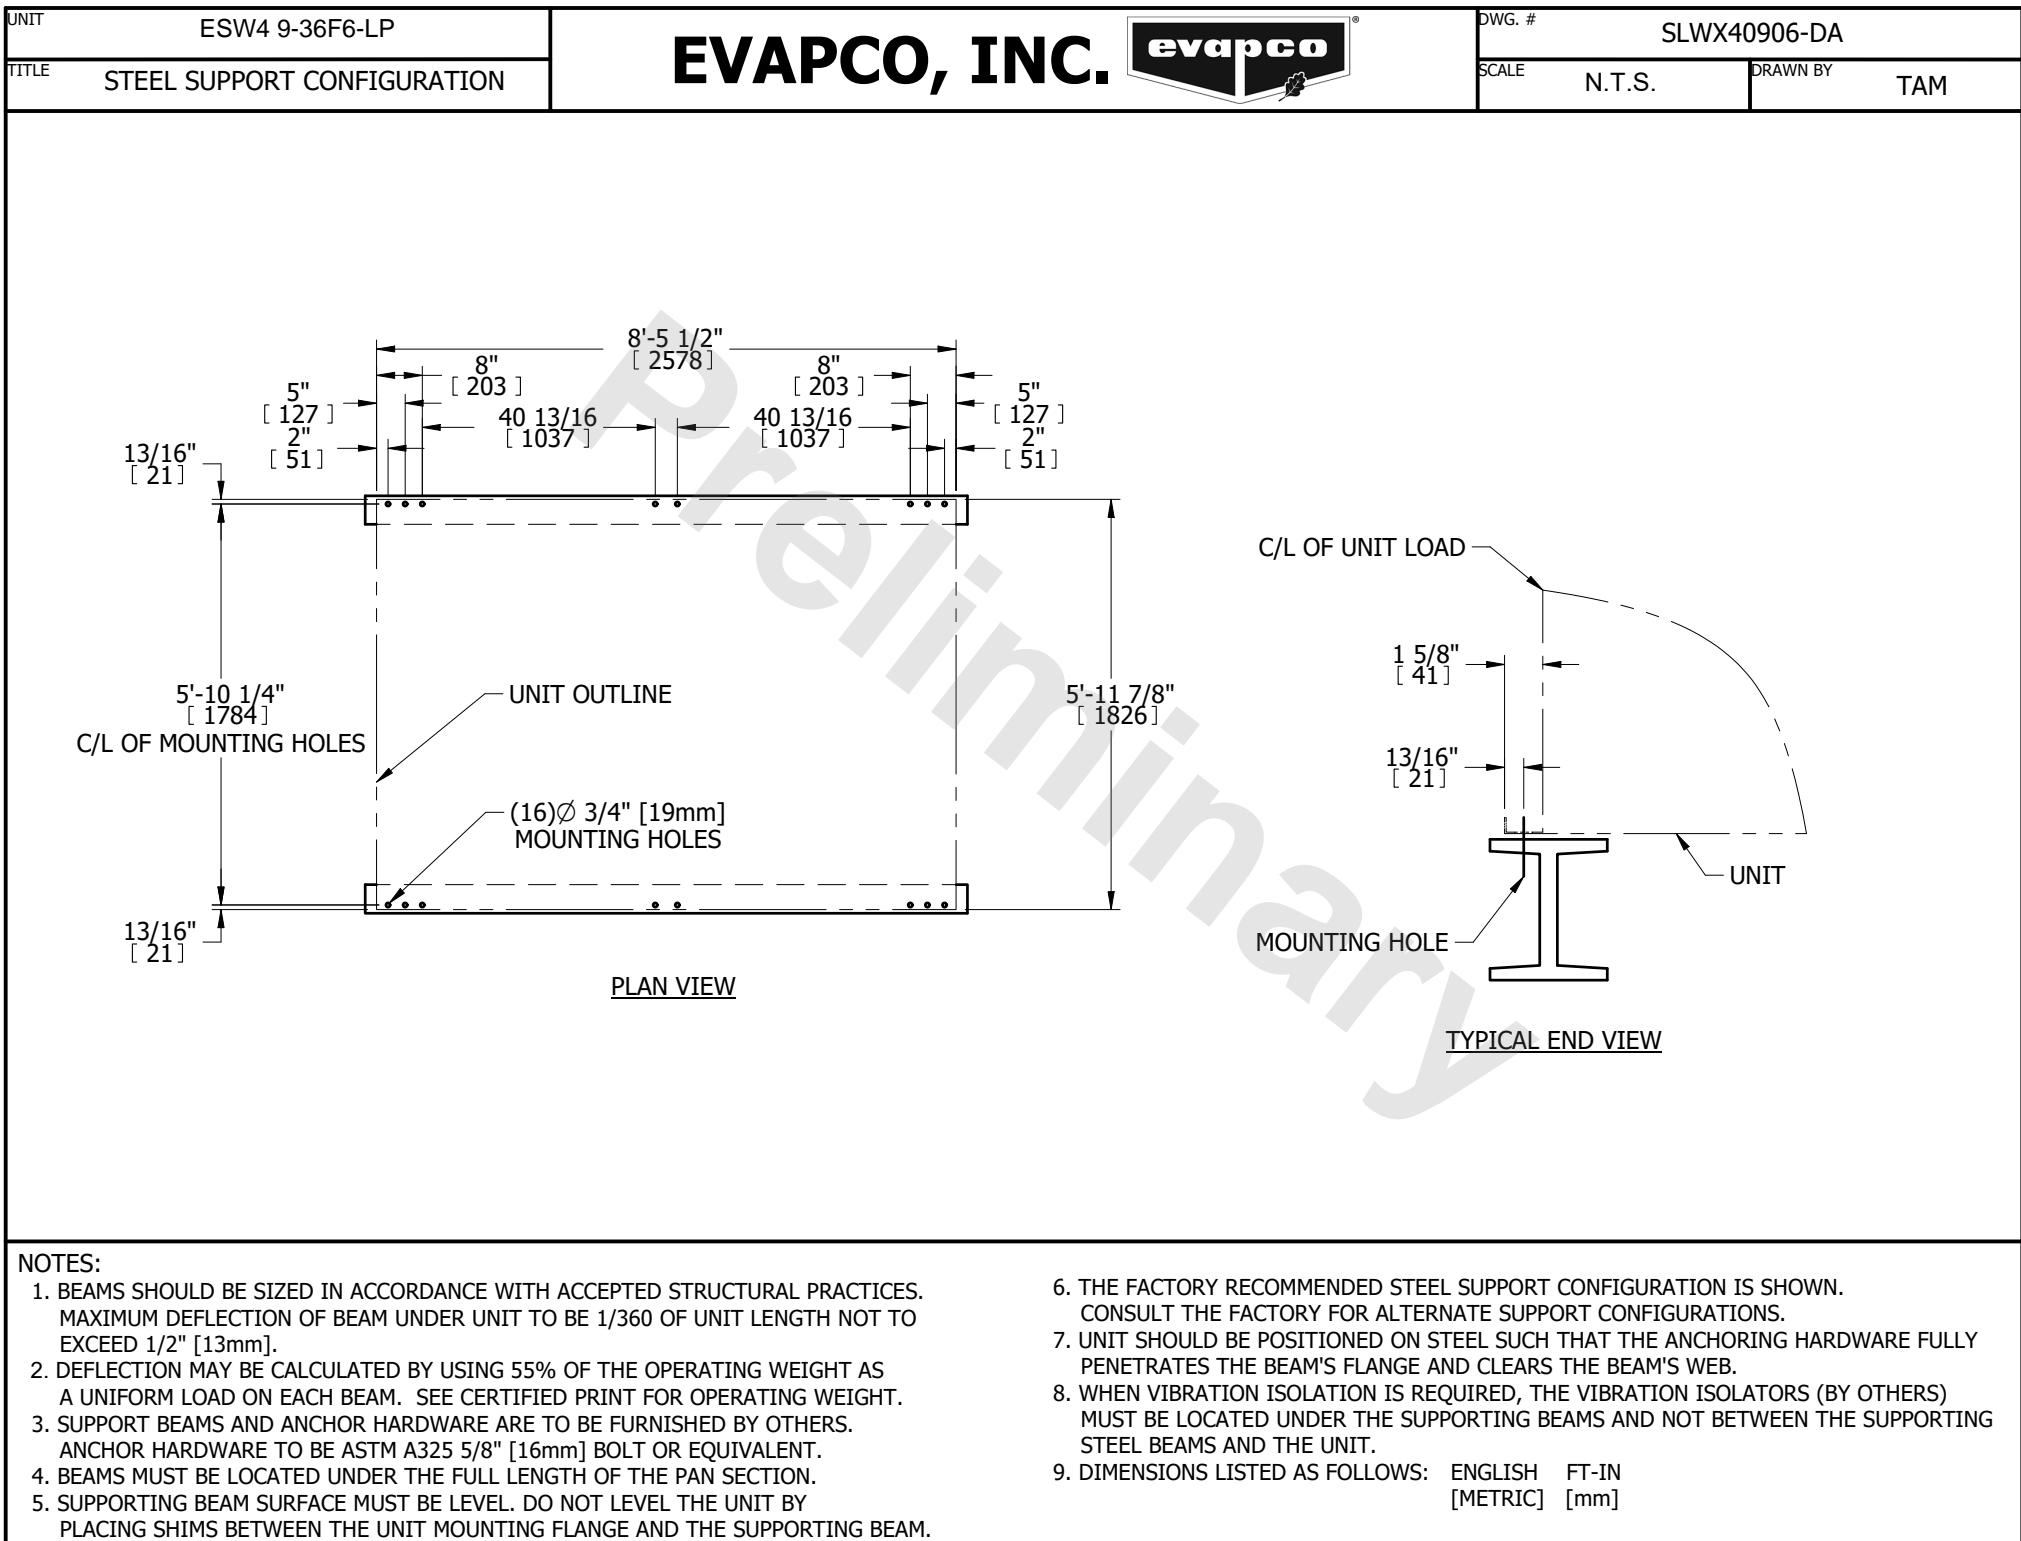 UNIT
ESW4 9-36F6-LP
TITLE
STEEL SUPPORT CONFIGURATION
EVAPCO, INC.
evapco
®
DWG. #
SLWX40906-DA
SCALE
N.T.S.
DRAWN BY
TAM
8'-5 1/2"
[ 2578 ]
8"
[ 203 ]
8"
[ 203 ]
5"
[ 127 ]
5"
[ 127 ]
40 13/16
[ 1037 ]
40 13/16
[ 1037 ]
2"
[ 51 ]
2"
[ 51 ]
13/16"
[ 21 ]
5'-10 1/4"
[ 1784 ]
C/L OF MOUNTING HOLES
UNIT OUTLINE
5'-11 7/8"
[ 1826 ]
(16)Ø 3/4" [19mm]
MOUNTING HOLES
13/16"
[ 21 ]
PLAN VIEW
C/L OF UNIT LOAD
1 5/8"
[ 41 ]
13/16"
[ 21 ]
UNIT
MOUNTING HOLE
TYPICAL END VIEW
Preliminary
NOTES:
1. BEAMS SHOULD BE SIZED IN ACCORDANCE WITH ACCEPTED STRUCTURAL PRACTICES.
MAXIMUM DEFLECTION OF BEAM UNDER UNIT TO BE 1/360 OF UNIT LENGTH NOT TO
EXCEED 1/2" [13mm].
2. DEFLECTION MAY BE CALCULATED BY USING 55% OF THE OPERATING WEIGHT AS
A UNIFORM LOAD ON EACH BEAM. SEE CERTIFIED PRINT FOR OPERATING WEIGHT.
3. SUPPORT BEAMS AND ANCHOR HARDWARE ARE TO BE FURNISHED BY OTHERS.
ANCHOR HARDWARE TO BE ASTM A325 5/8" [16mm] BOLT OR EQUIVALENT.
4. BEAMS MUST BE LOCATED UNDER THE FULL LENGTH OF THE PAN SECTION.
5. SUPPORTING BEAM SURFACE MUST BE LEVEL. DO NOT LEVEL THE UNIT BY
PLACING SHIMS BETWEEN THE UNIT MOUNTING FLANGE AND THE SUPPORTING BEAM.
6. THE FACTORY RECOMMENDED STEEL SUPPORT CONFIGURATION IS SHOWN.
CONSULT THE FACTORY FOR ALTERNATE SUPPORT CONFIGURATIONS.
7. UNIT SHOULD BE POSITIONED ON STEEL SUCH THAT THE ANCHORING HARDWARE FULLY
PENETRATES THE BEAM'S FLANGE AND CLEARS THE BEAM'S WEB.
8. WHEN VIBRATION ISOLATION IS REQUIRED, THE VIBRATION ISOLATORS (BY OTHERS)
MUST BE LOCATED UNDER THE SUPPORTING BEAMS AND NOT BETWEEN THE SUPPORTING
STEEL BEAMS AND THE UNIT.
9. DIMENSIONS LISTED AS FOLLOWS: ENGLISH FT-IN
[METRIC] [mm]